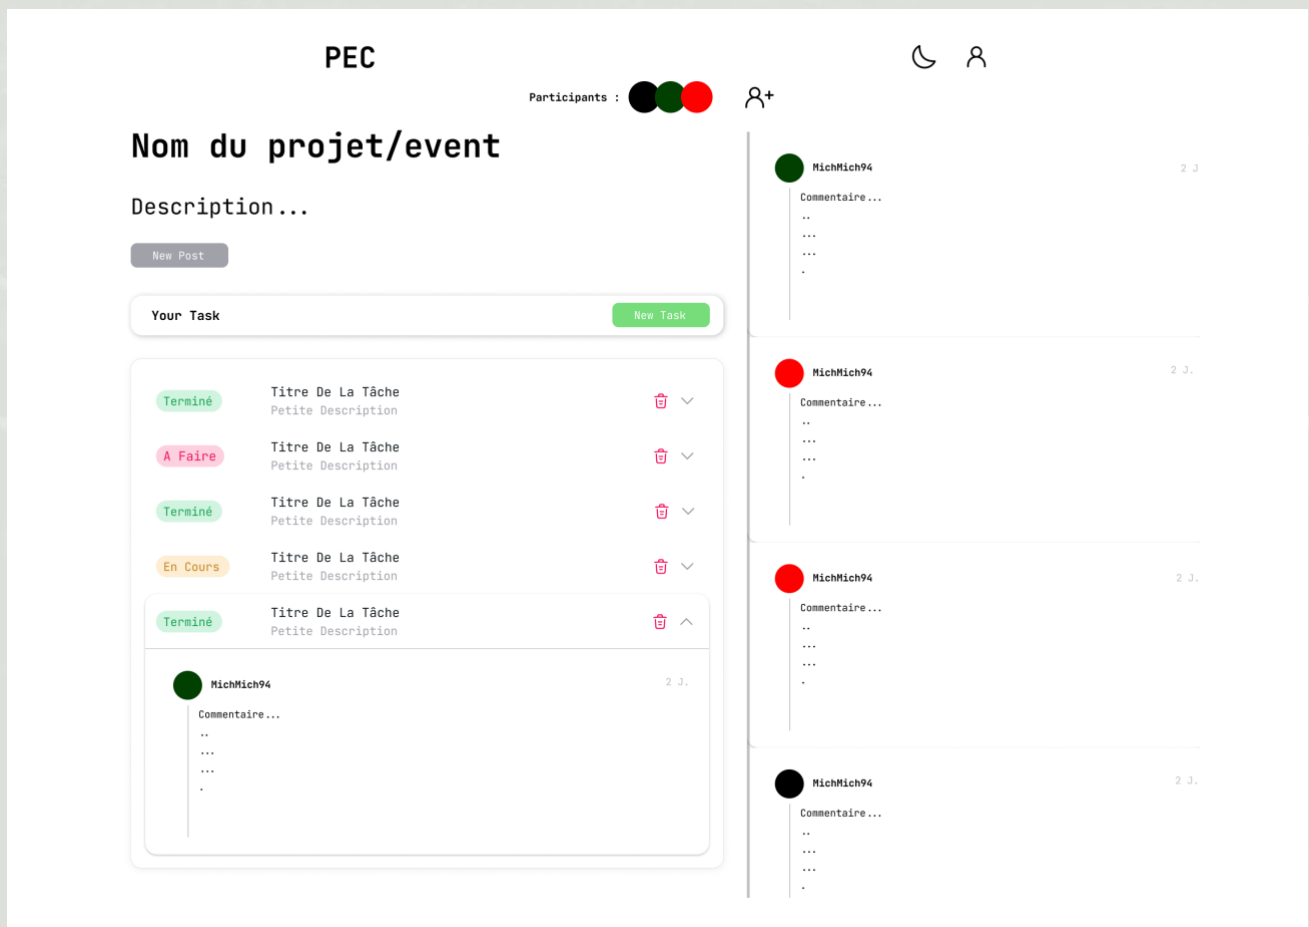 PEC
Participants :
Nom du projet/event
Description...
New Post
Your Task
New Task
Terminé
Titre De La Tâche
Petite Description
A Faire
Titre De La Tâche
Petite Description
Terminé
Titre De La Tâche
Petite Description
En Cours
Titre De La Tâche
Petite Description
Terminé
Titre De La Tâche
Petite Description
MichMich94
2 J.
Commentaire...
..
...
...
.
MichMich94
2 J
Commentaire...
..
...
...
.
MichMich94
2 J.
Commentaire...
..
...
...
.
MichMich94
2 J.
Commentaire...
..
...
...
.
MichMich94
2 J.
Commentaire...
..
...
...
.